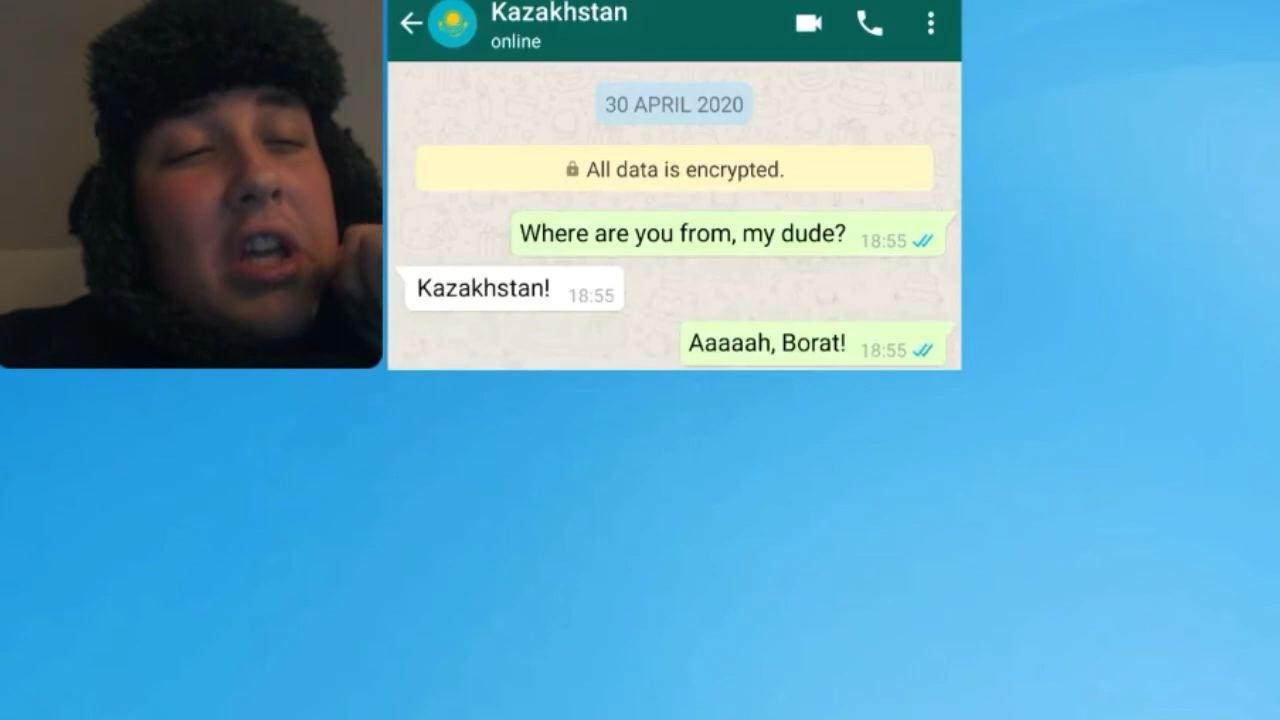 Kazakhstan
online
30 APRIL 2020
All data is encrypted.
Where are you from, my dude? 18:55
Kazakhstan! 18:55
Aaaaah, Borat! 18:55